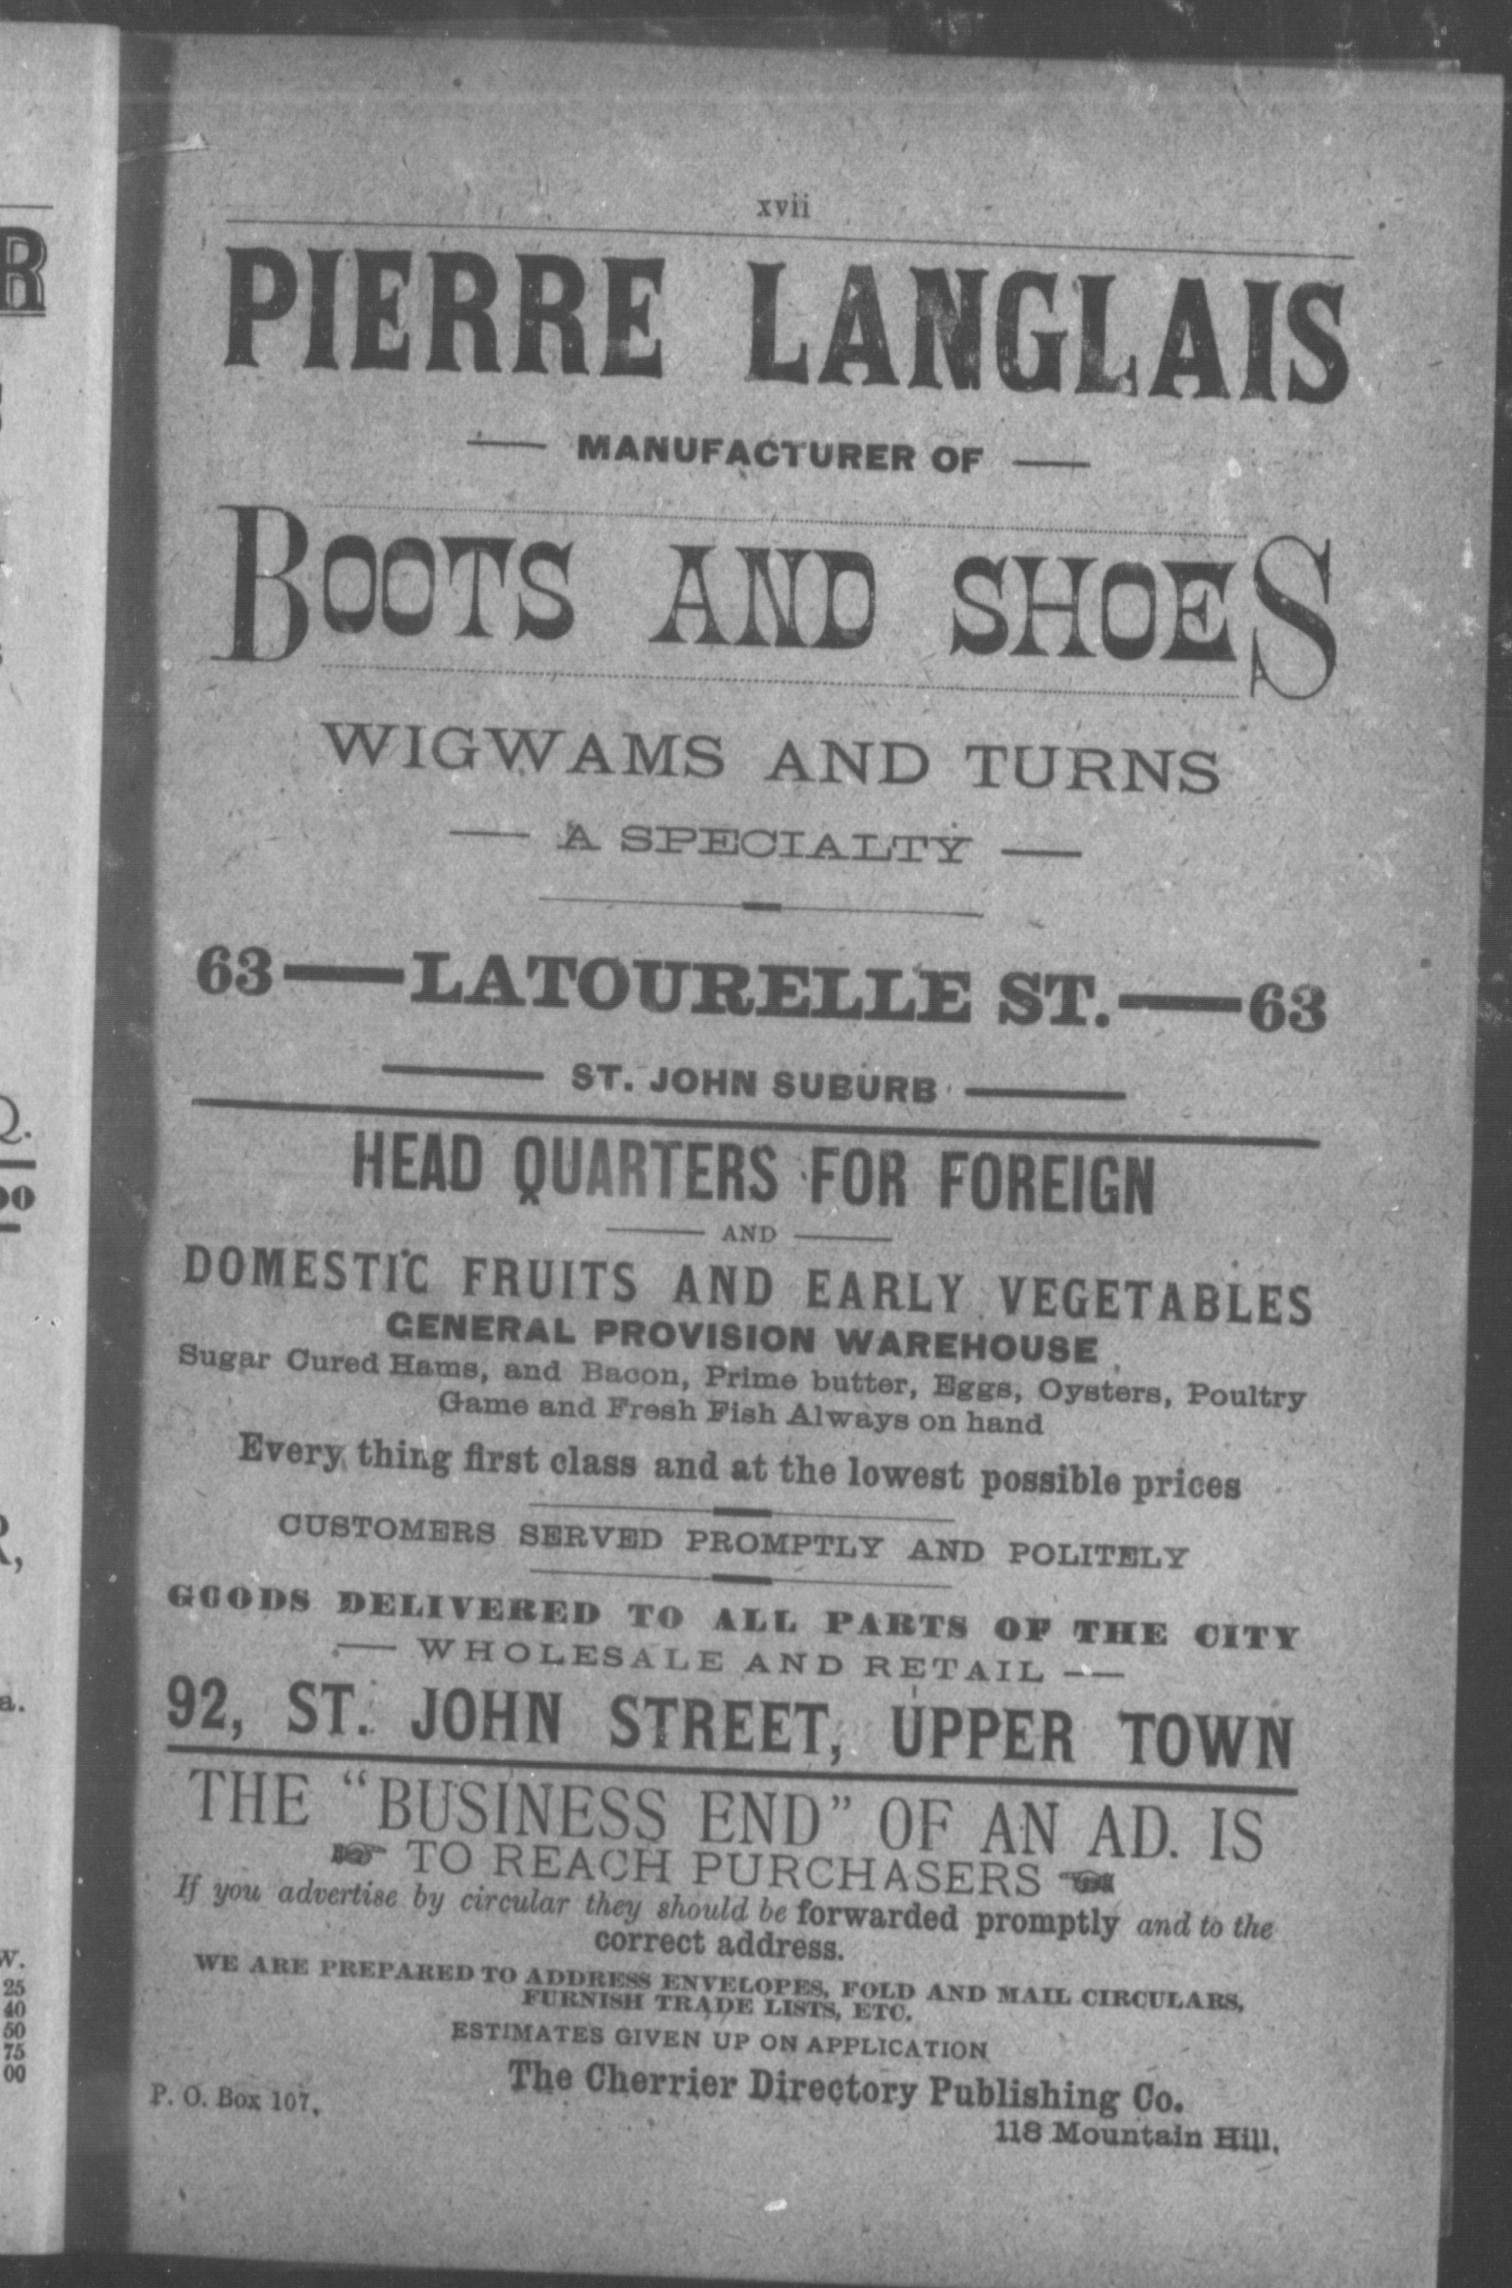 xvii
PIERRE LANGLAIS
— MANUFACTURER OF —
BOOTS AND SHOES
WIGWAMS AND TURNS
— A SPECIALTY —
63—LATOURELLE ST.—63
— ST. JOHN SUBURB —
HEAD QUARTERS FOR FOREIGN
— AND —
DOMESTIC FRUITS AND EARLY VEGETABLES
GENERAL PROVISION WAREHOUSE
Sugar Cured Hams, and Bacon, Prime butter, Eggs, Oysters, Poultry
Game and Fresh Fish Always on hand
Every thing first class and at the lowest possible prices
CUSTOMERS SERVED PROMPTLY AND POLITELY
GOODS DELIVERED TO ALL PARTS OF THE CITY
— WHOLESALE AND RETAIL —
92, ST. JOHN STREET, UPPER TOWN
THE "BUSINESS END" OF AN AD. IS
☞ TO REACH PURCHASERS ☜
If you advertise by circular they should be forwarded promptly and to the
correct address.
WE ARE PREPARED TO ADDRESS ENVELOPES, FOLD AND MAIL CIRCULARS,
FURNISH TRADE LISTS, ETC.
ESTIMATES GIVEN UP ON APPLICATION
The Cherrier Directory Publishing Co.
P. O. Box 107,
118 Mountain Hill,
R
Q.
R,
a.
W.
25
40
50
75
00